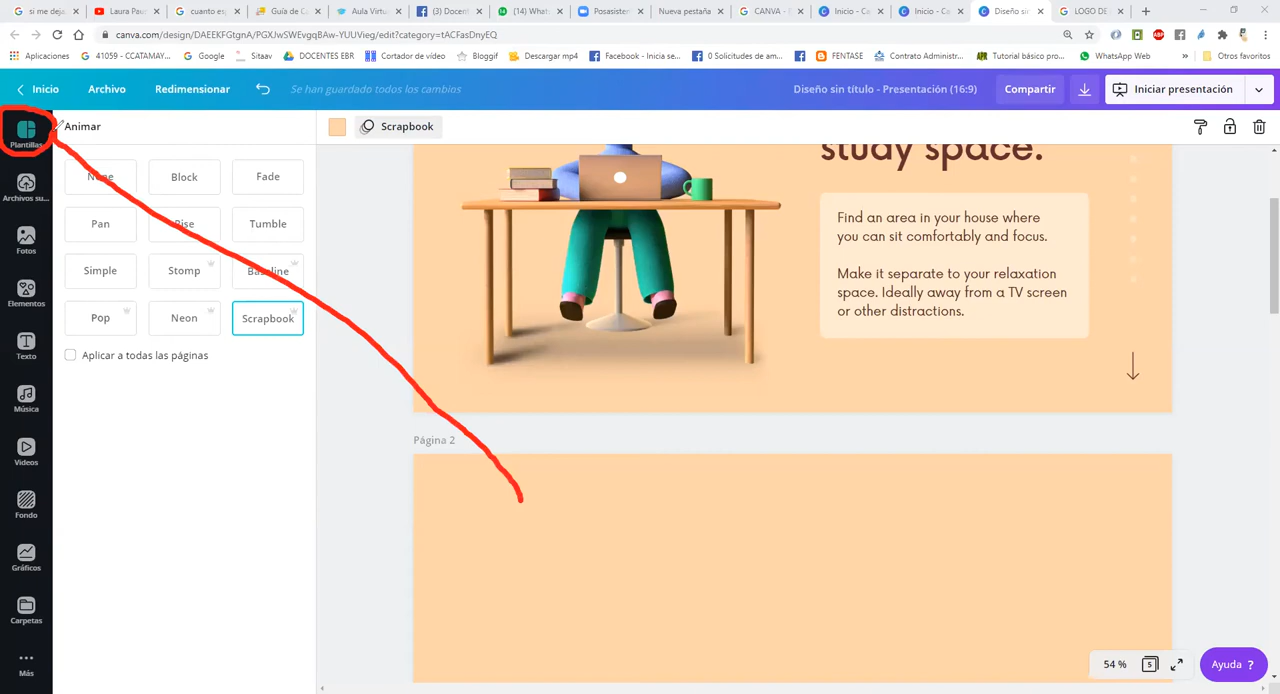 si me deja
Laura Paus
cuanto es
Guía de C
Aula Virtu
(3) Docen
(14) What
Posasisten
Nueva pestaña
CANVA - 
Inicio - Ca
Inicio - Ca
Diseño si
LOGO DE
canva.com/design/DAEEKFGtgnA/PGXJwSWEvgqBAw-YUUVieg/edit?category=tACFasDnyEQ
Aplicaciones
41059 - CCATAMAY...
Google
Sitaav
DOCENTES EBR
Cortador de vídeo
Bloggif
Descargar mp4
Facebook - Inicia se...
0 Solicitudes de am...
FENTASE
Contrato Administr...
Tutorial básico pro...
WhatsApp Web
»
Otros favoritos
Inicio
Archivo
Redimensionar
Se han guardado todos los cambios
Diseño sin título - Presentación (16:9)
Compartir
Iniciar presentación
Plantillas
Archivos su...
Fotos
Elementos
Texto
Música
Videos
Fondo
Gráficos
Carpetas
Más
Animar
None
Block
Fade
Pan
Rise
Tumble
Simple
Stomp
Baseline
Pop
Neon
Scrapbook
Aplicar a todas las páginas
Scrapbook
study space.
Find an area in your house where
you can sit comfortably and focus.
Make it separate to your relaxation
space. Ideally away from a TV screen
or other distractions.
Página 2
54 %
5
Ayuda ?